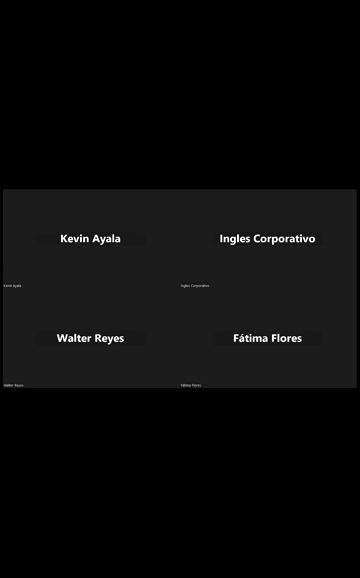 Kevin Ayala
Ingles Corporativo
Kevin Ayala
Ingles Corporativo
Walter Reyes
Fátima Flores
Walter Reyes
Fátima Flores